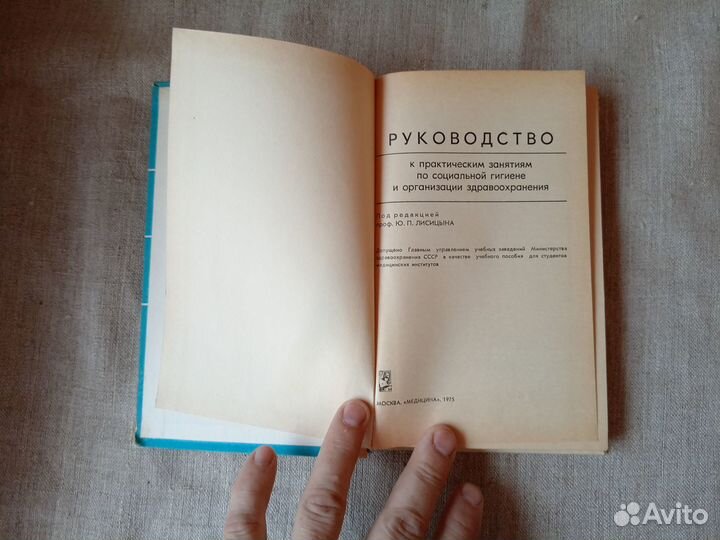 РУКОВОДСТВО
к практическим занятиям
по социальной гигиене
и организации здравоохранения
Под редакцией
проф. Ю. П. ЛИСИЦЫНА
Допущено Главным управлением учебных заведений Министерства
здравоохранения СССР в качестве учебного пособия для студентов
медицинских институтов
МОСКВА, «МЕДИЦИНА», 1975
Avito